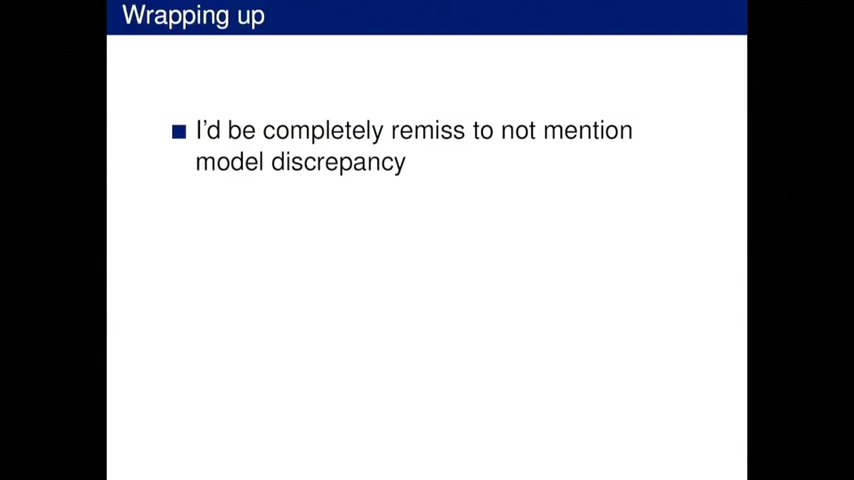 Wrapping up
I'd be completely remiss to not mention
model discrepancy